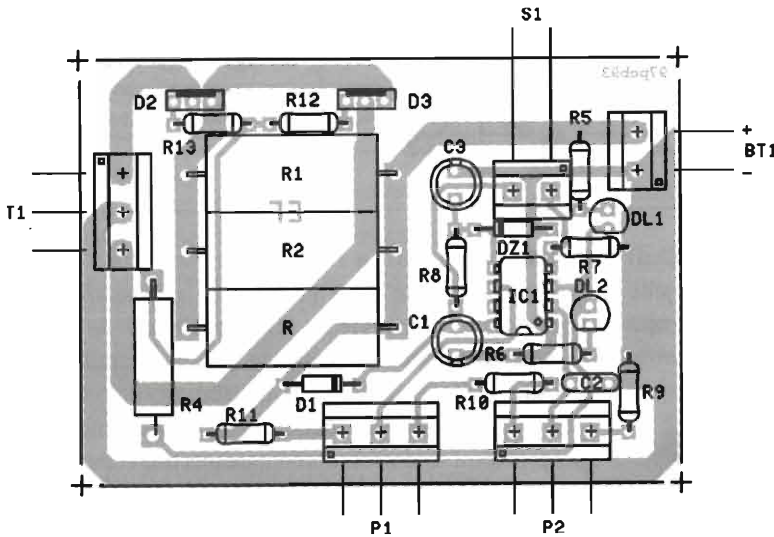 S1
97pcb93
D2
R12
D3
R5
+
BT1
−
R13
C3
R1
T1
DL1
R2
DZ1
R7
R8
IC1
DL2
R
C1
R6
R4
D1
R10
C2
R9
R11
P1
P2